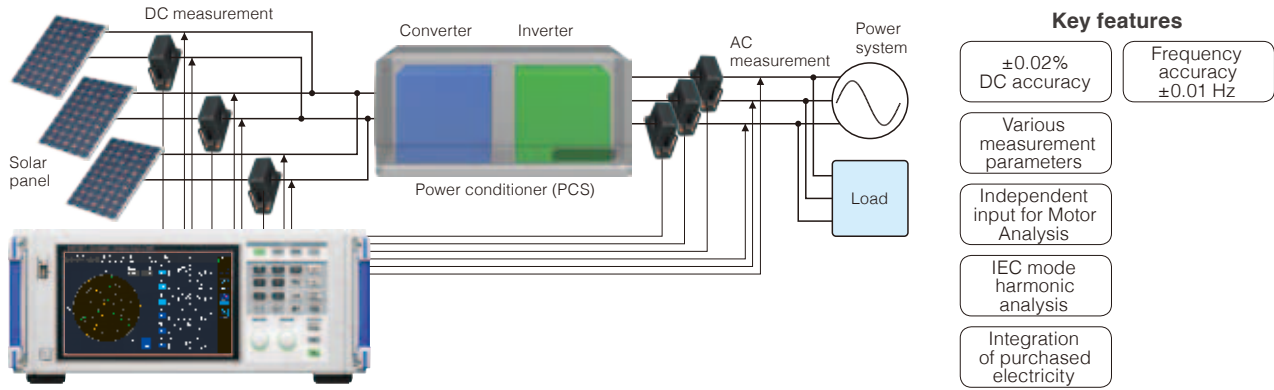 DC measurement
Converter
Inverter
AC
measurement
Power
system
Solar
panel
Power conditioner (PCS)
Load
Key features
±0.02%
DC accuracy
Frequency
accuracy
±0.01 Hz
Various
measurement
parameters
Independent
input for Motor
Analysis
IEC mode
harmonic
analysis
Integration
of purchased
electricity